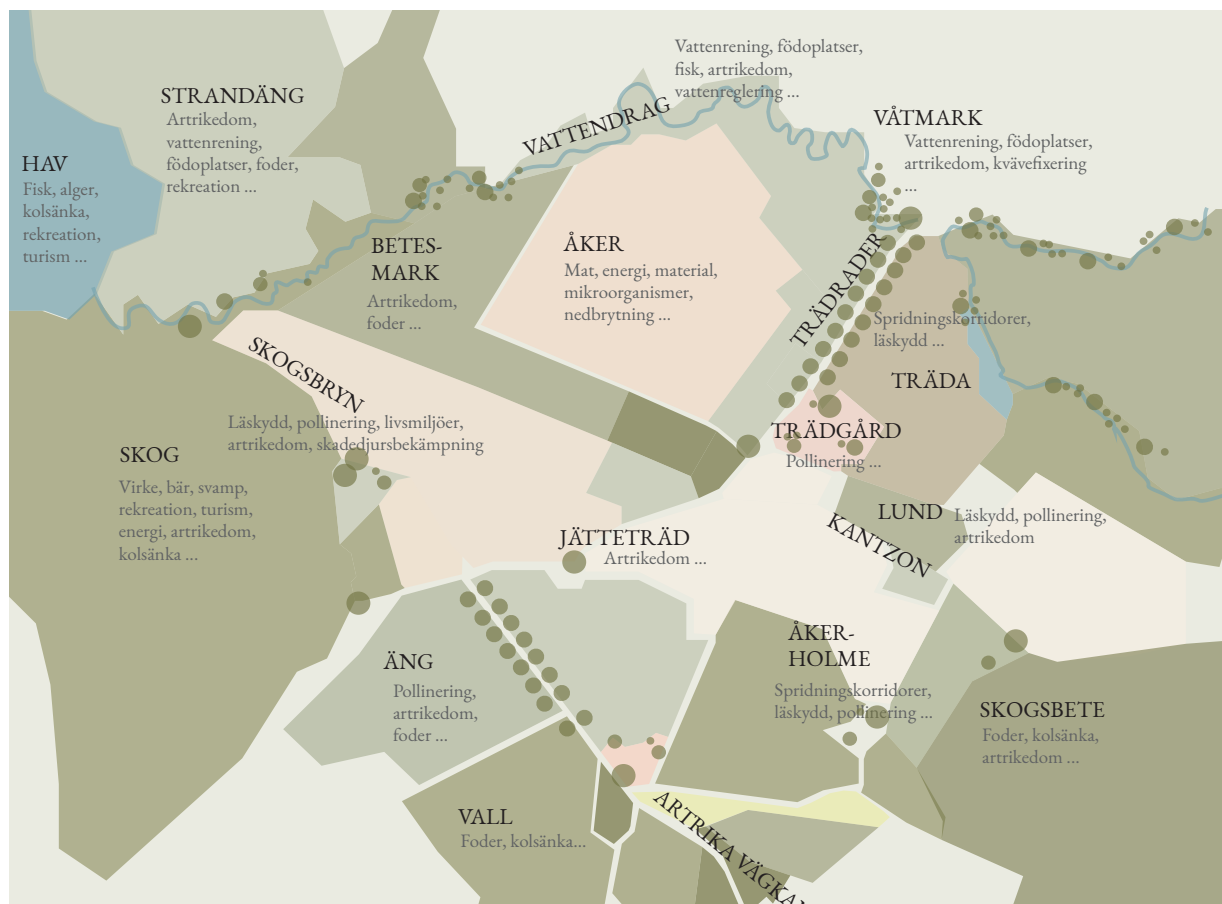 Vattenrening, födoplatser,
fisk, artrikedom,
vattenreglering ...
STRANDÄNG
Artrikedom,
vattenrening,
födoplatser, foder,
rekreation ...
VATTENDRAG
VÅTMARK
Vattenrening, födoplatser,
artrikedom, kvävefixering
...
HAV
Fisk, alger,
kolsänka,
rekreation,
turism ...
BETES-
MARK
Artrikedom,
foder ...
ÅKER
Mat, energi, material,
mikroorganismer,
nedbrytning ...
TRÄDRADER
Spridningskorridorer,
läskydd ...
TRÄDA
SKOGSBRYN
Läskydd, pollinering, livsmiljöer,
artrikedom, skadedjursbekämpning
TRÄDGÅRD
Pollinering ...
SKOG
Virke, bär, svamp,
rekreation, turism,
energi, artrikedom,
kolsänka ...
LUND
Läskydd, pollinering,
artrikedom
KANTZON
JÄTTETRÄD
Artrikedom ...
ÄNG
Pollinering,
artrikedom,
foder ...
ÅKER-
HOLME
Spridningskorridorer,
läskydd, pollinering ...
SKOGSBETE
Foder, kolsänka,
artrikedom ...
VALL
Foder, kolsänka...
ARTRIKA